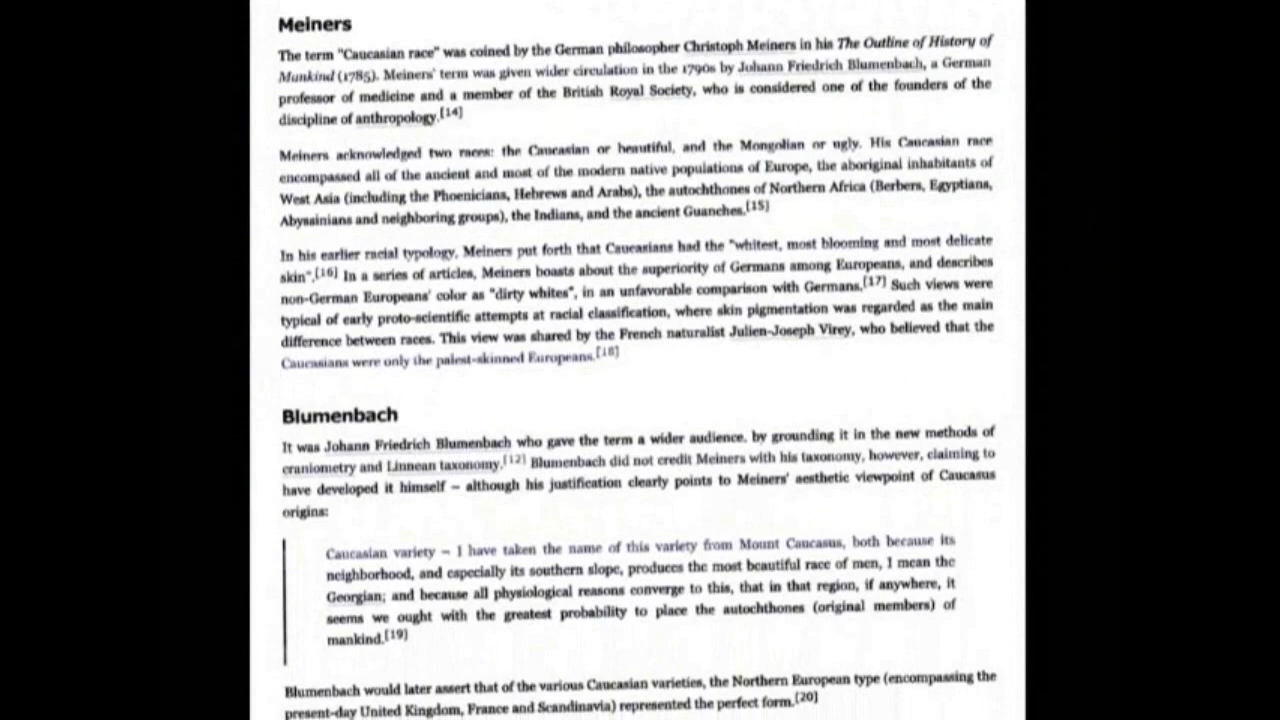 Meiners
The term "Caucasian race" was coined by the German philosopher Christoph Meiners in his The Outline of History of
Mankind (1785). Meiners' term was given wider circulation in the 1790s by Johann Friedrich Blumenbach, a German
professor of medicine and a member of the British Royal Society, who is considered one of the founders of the
discipline of anthropology.[14]
Meiners acknowledged two races: the Caucasian or beautiful, and the Mongolian or ugly. His Caucasian race
encompassed all of the ancient and most of the modern native populations of Europe, the aboriginal inhabitants of
West Asia (including the Phoenicians, Hebrews and Arabs), the autochthones of Northern Africa (Berbers, Egyptians,
Abyssinians and neighboring groups), the Indians, and the ancient Guanches.[15]
In his earlier racial typology, Meiners put forth that Caucasians had the "whitest, most blooming and most delicate
skin".[16] In a series of articles, Meiners boasts about the superiority of Germans among Europeans, and describes
non-German Europeans' color as "dirty whites", in an unfavorable comparison with Germans.[17] Such views were
typical of early proto-scientific attempts at racial classification, where skin pigmentation was regarded as the main
difference between races. This view was shared by the French naturalist Julien-Joseph Virey, who believed that the
Caucasians were only the palest-skinned Europeans.[18]
Blumenbach
It was Johann Friedrich Blumenbach who gave the term a wider audience, by grounding it in the new methods of
craniometry and Linnean taxonomy.[12] Blumenbach did not credit Meiners with his taxonomy, however, claiming to
have developed it himself – although his justification clearly points to Meiners' aesthetic viewpoint of Caucasus
origins:
Caucasian variety – I have taken the name of this variety from Mount Caucasus, both because its
neighborhood, and especially its southern slope, produces the most beautiful race of men, I mean the
Georgian; and because all physiological reasons converge to this, that in that region, if anywhere, it
seems we ought with the greatest probability to place the autochthones (original members) of
mankind.[19]
Blumenbach would later assert that of the various Caucasian varieties, the Northern European type (encompassing the
present-day United Kingdom, France and Scandinavia) represented the perfect form.[20]